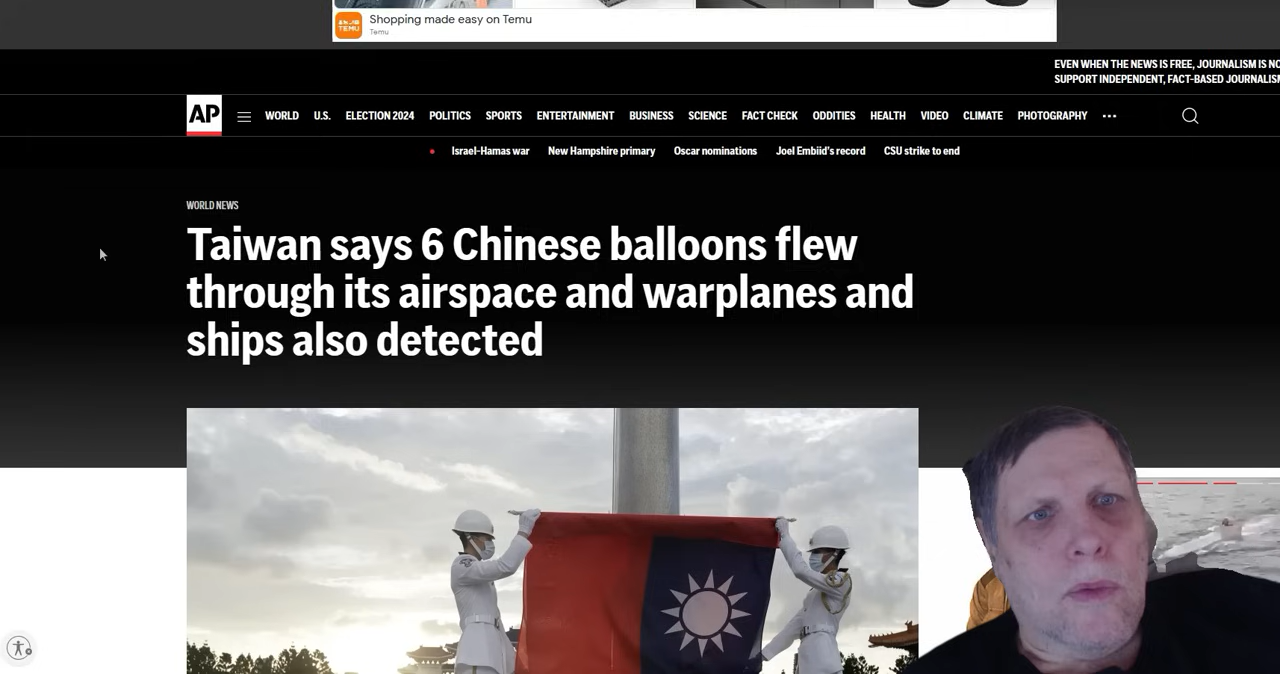 Shopping made easy on Temu
TEMU
Temu
EVEN WHEN THE NEWS IS FREE, JOURNALISM IS
SUPPORT INDEPENDENT, FACT-BASED
AP
WORLD U.S. ELECTION 2024 POLITICS SPORTS ENTERTAINMENT BUSINESS SCIENCE FACT CHECK ODDITIES HEALTH VIDEO CLIMATE PHOTOGRAPHY
Israel-Hamas war New Hampshire primary Oscar nominations Joel Embiid's record CSU strike to end
WORLD NEWS
Taiwan says 6 Chinese balloons flew
through its airspace and warplanes and
ships also detected